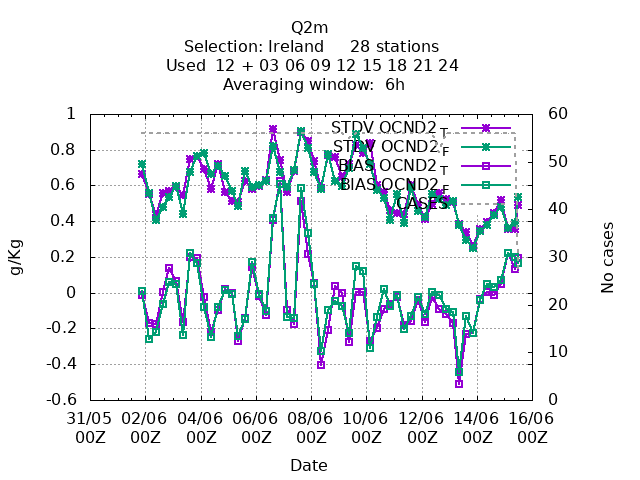 Q2m
Selection: Ireland 28 stations
Used 12 + 03 06 09 12 15 18 21 24
Averaging window: 6h
1
0.8
0.6
0.4
0.2
0
-0.2
-0.4
-0.6
g/Kg
60
50
40
30
20
10
0
No cases
STDV OCND2_T
STDV OCND2_F
BIAS OCND2_T
BIAS OCND2_F
CASES
31/05 02/06 04/06 06/06 08/06 10/06 12/06 14/06 16/06
00Z 00Z 00Z 00Z 00Z 00Z 00Z 00Z 00Z
Date